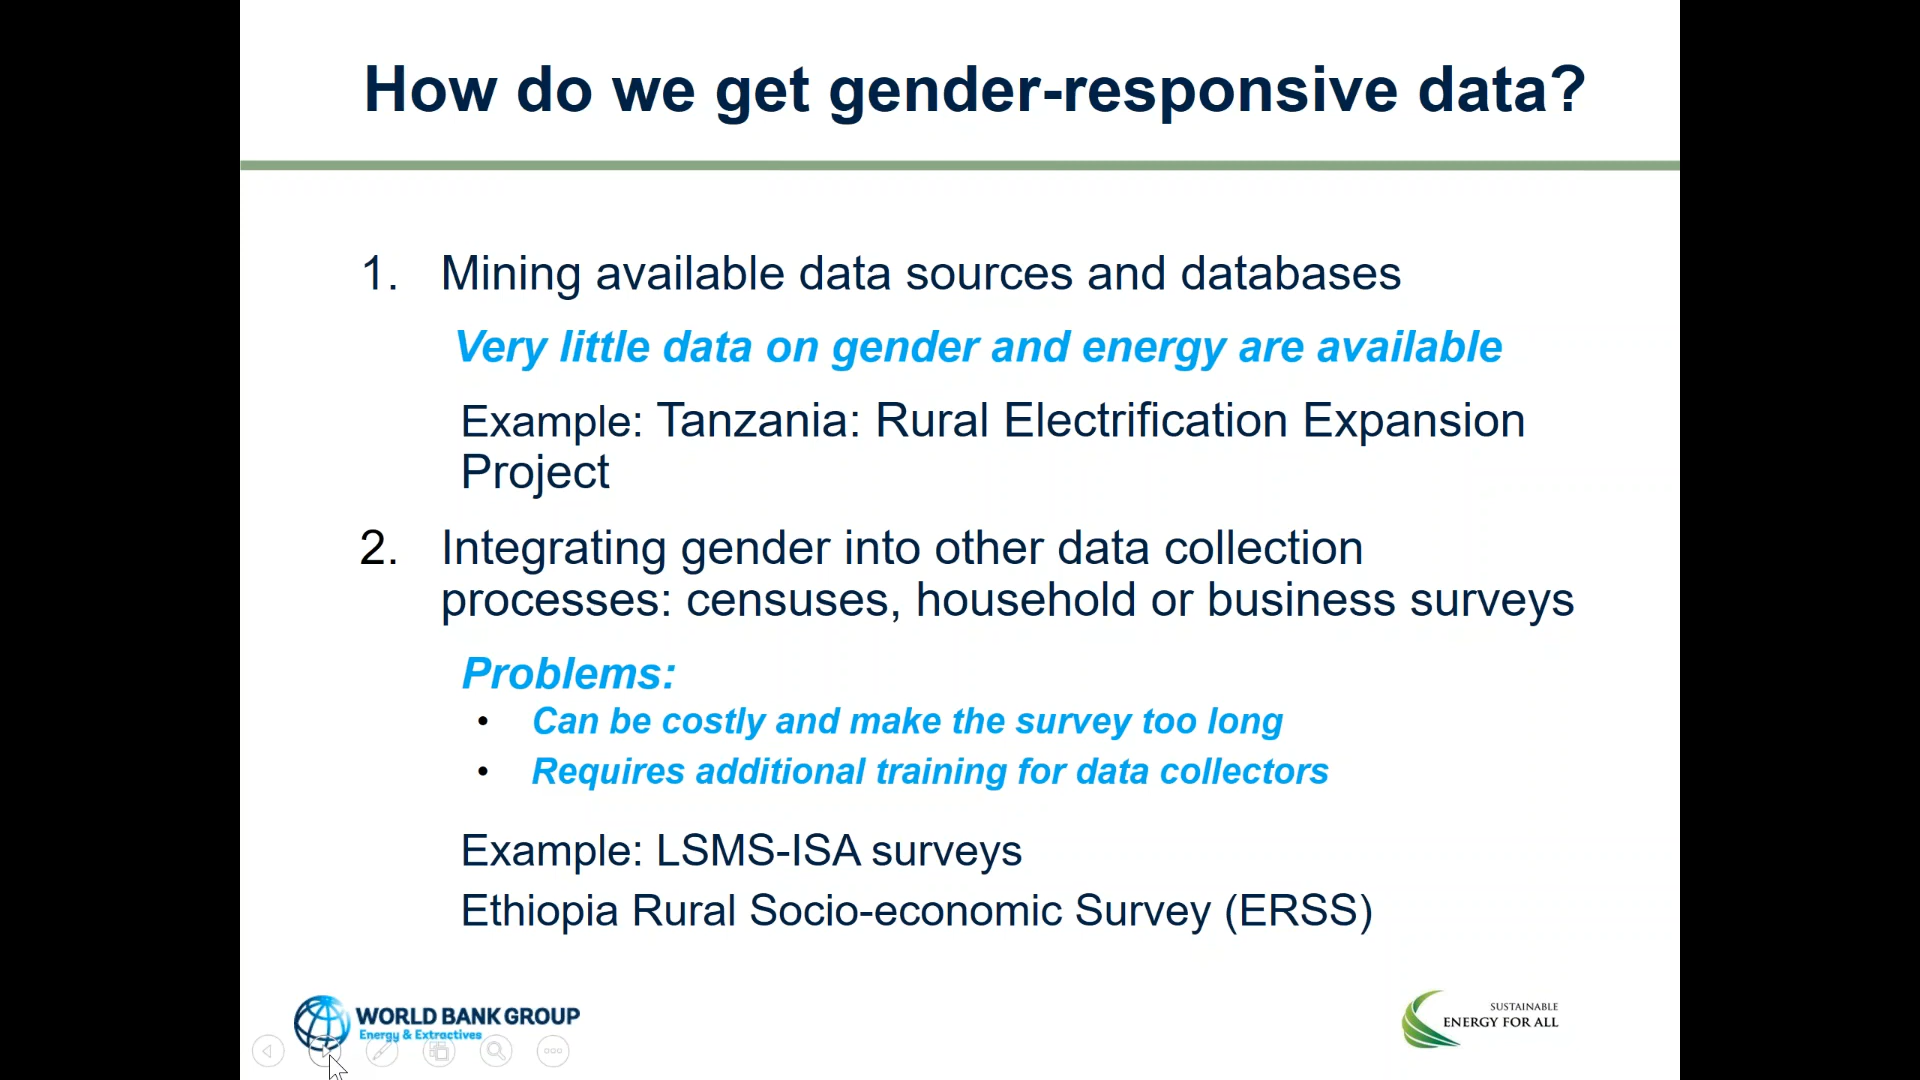 How do we get gender-responsive data?
1. Mining available data sources and databases
Very little data on gender and energy are available
Example: Tanzania: Rural Electrification Expansion
Project
2. Integrating gender into other data collection
processes: censuses, household or business surveys
Problems:
• Can be costly and make the survey too long
• Requires additional training for data collectors
Example: LSMS-ISA surveys
Ethiopia Rural Socio-economic Survey (ERSS)
WORLD BANK GROUP
Energy & Extractives
SUSTAINABLE
ENERGY FOR ALL